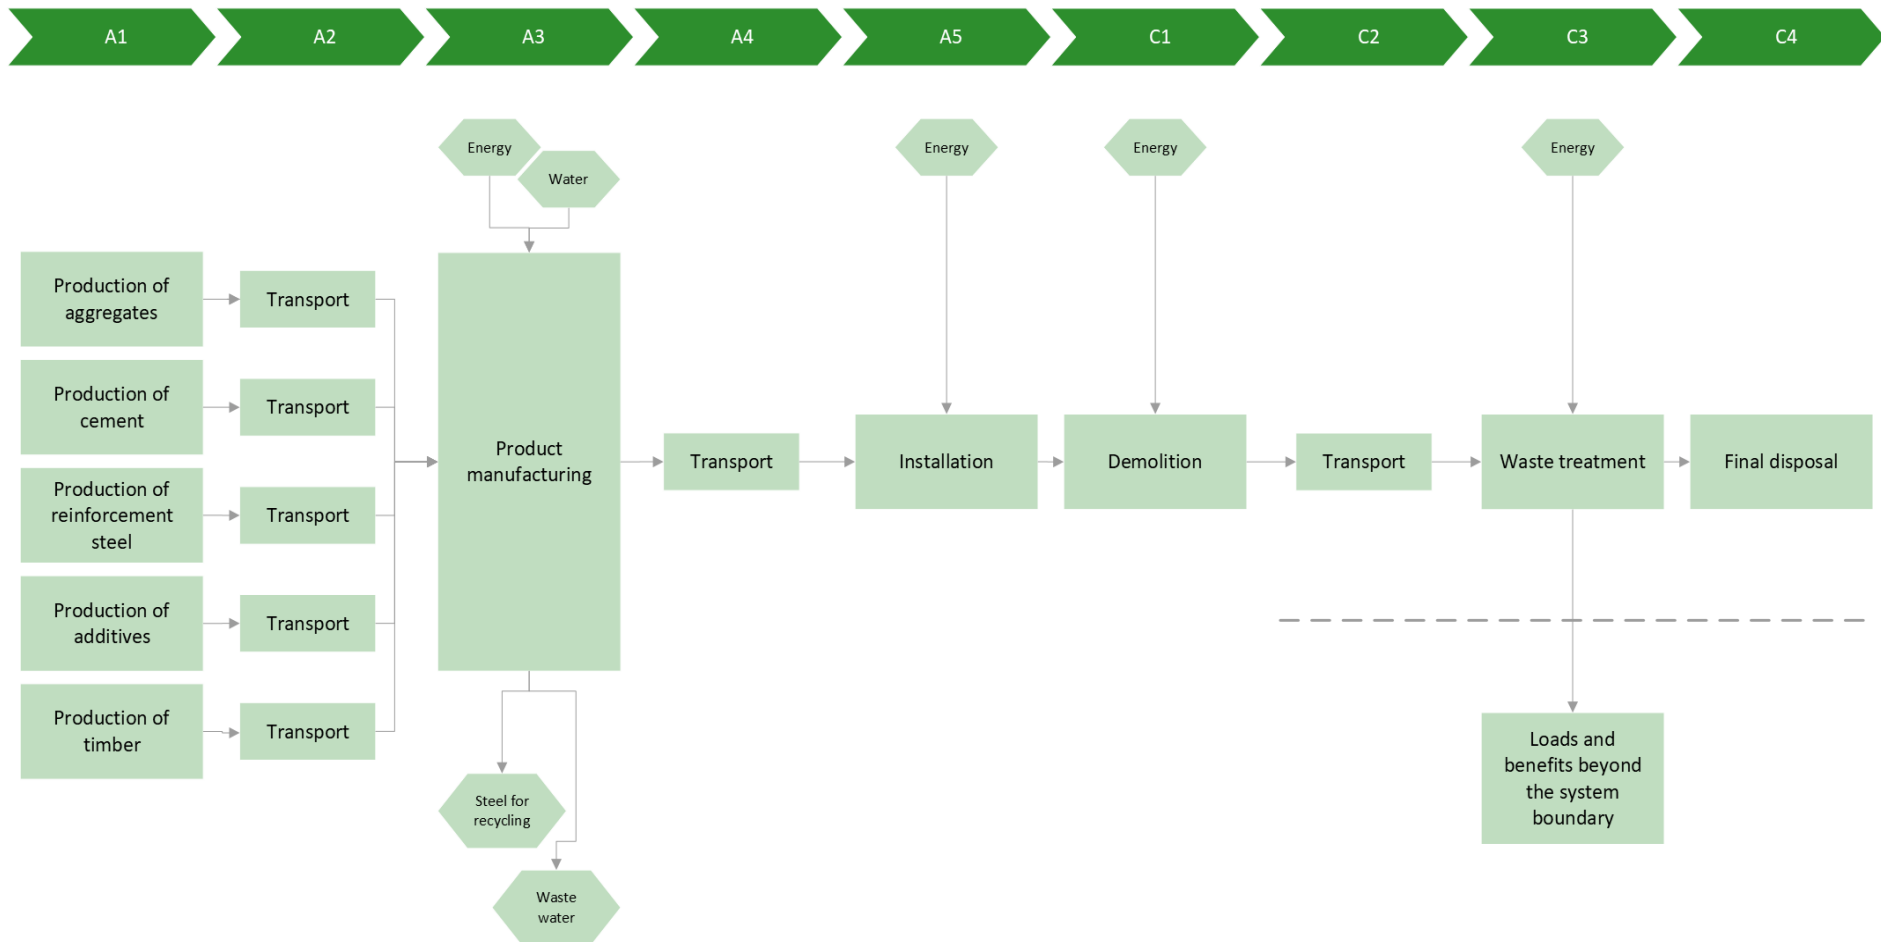 A1
A2
A3
A4
A5
C1
C2
C3
C4
Energy
Water
Energy
Energy
Energy
Production of
aggregates
Transport
Production of
cement
Transport
Production of
reinforcement
steel
Transport
Production of
additives
Transport
Production of
timber
Transport
Product
manufacturing
Transport
Installation
Demolition
Transport
Waste treatment
Final disposal
Steel for
recycling
Waste
water
Loads and
benefits beyond
the system
boundary